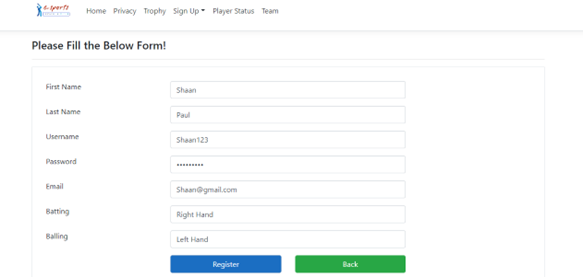 Home Privacy Trophy Sign Up Player Status Team
Please Fill the Below Form!
First Name Shaan
Last Name Paul
Username Shaan123
Password •••••••••
Email Shaan@gmail.com
Batting Right Hand
Balling Left Hand
Register Back